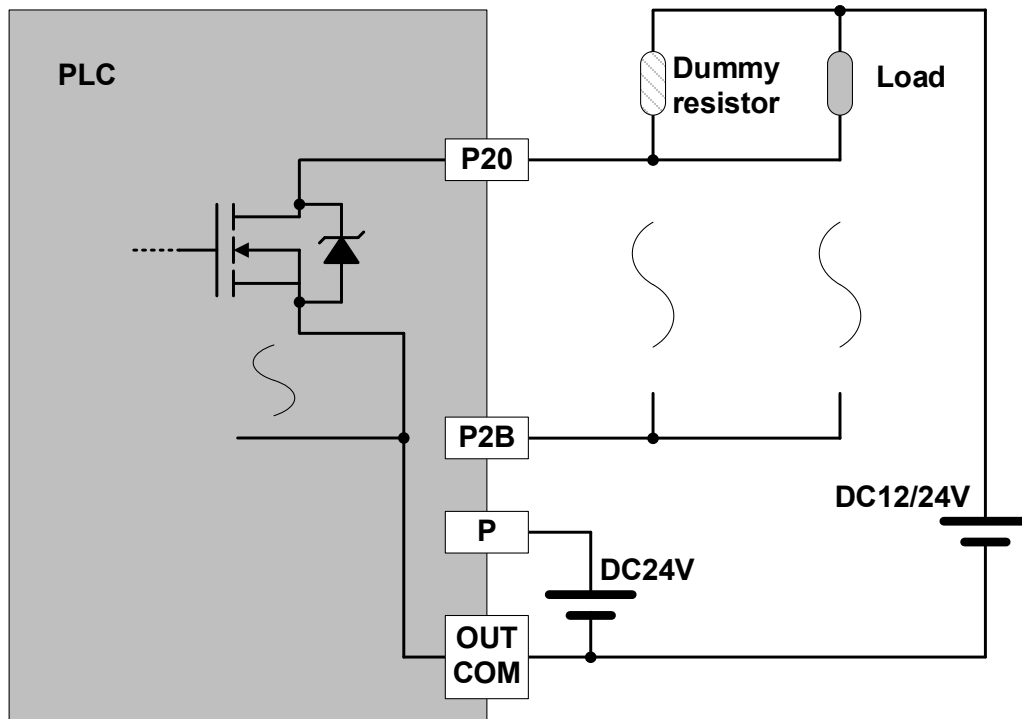 PLC
Dummy
resistor
Load
P20
P2B
DC12/24V
P
DC24V
OUT
COM